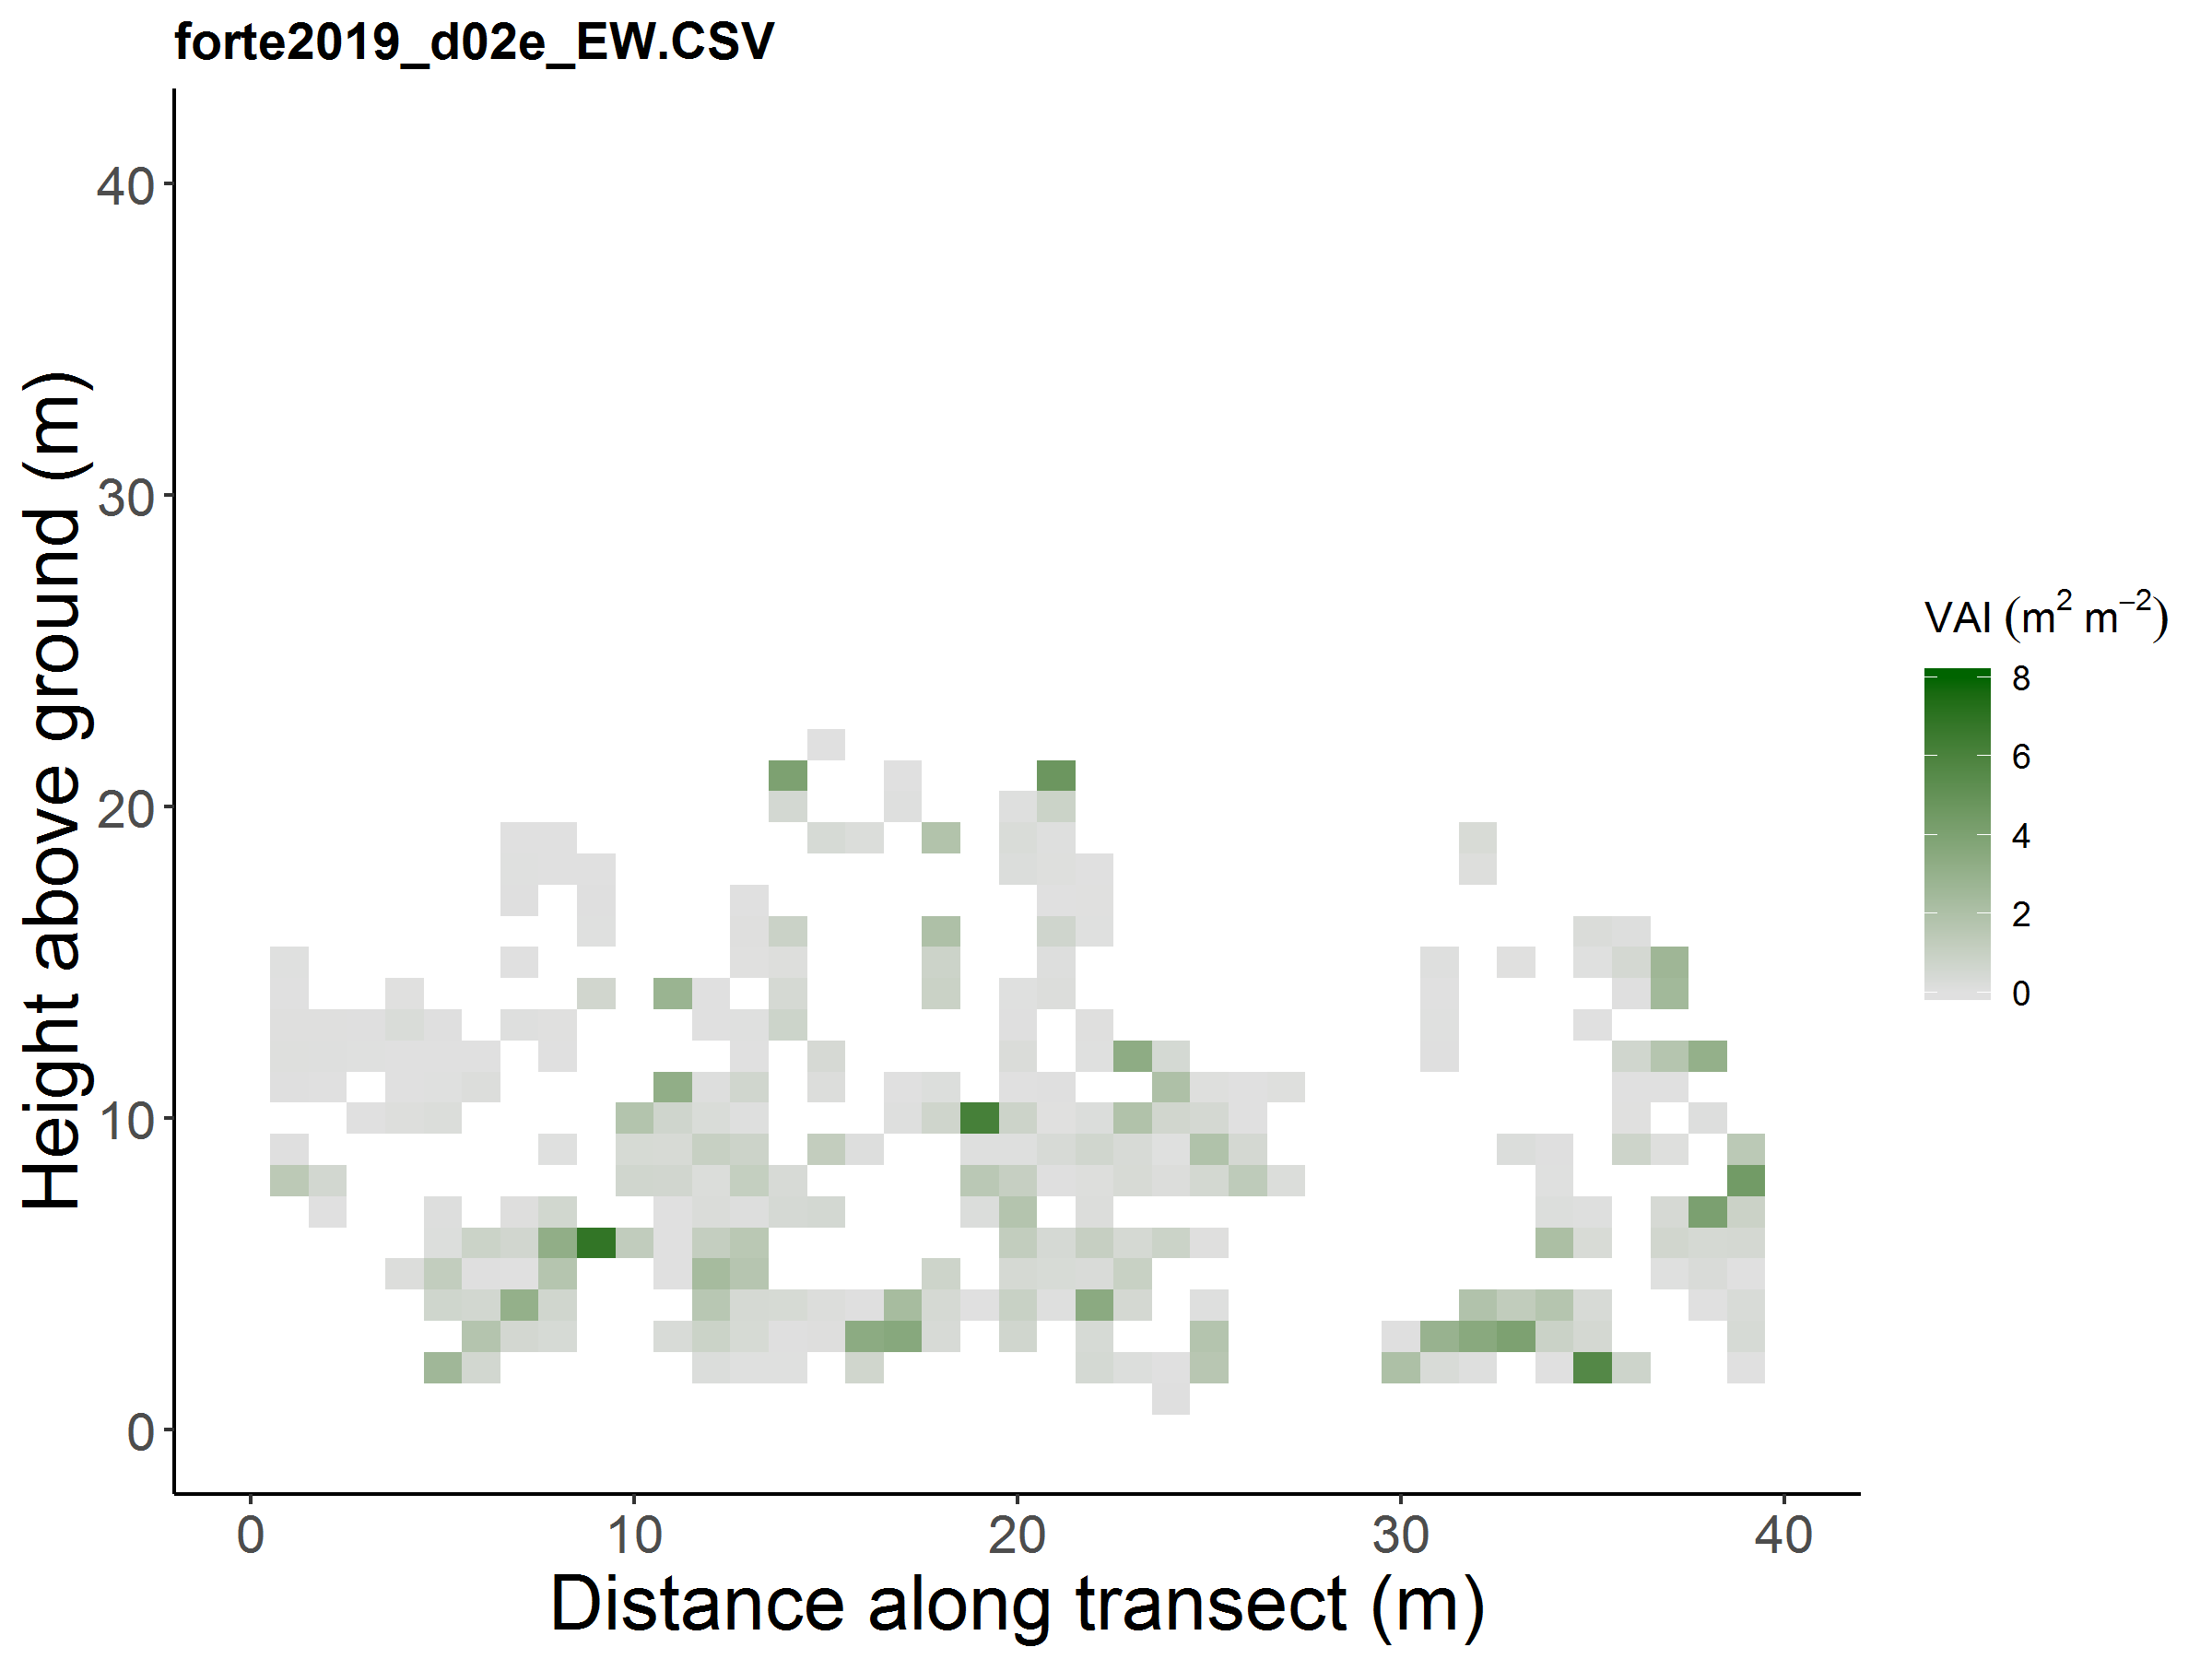 forte2019_d02e_EW.CSV
Height above ground (m)
40
30
20
10
0
0 10 20 30 40
Distance along transect (m)
VAI (m² m⁻²)
8
6
4
2
0